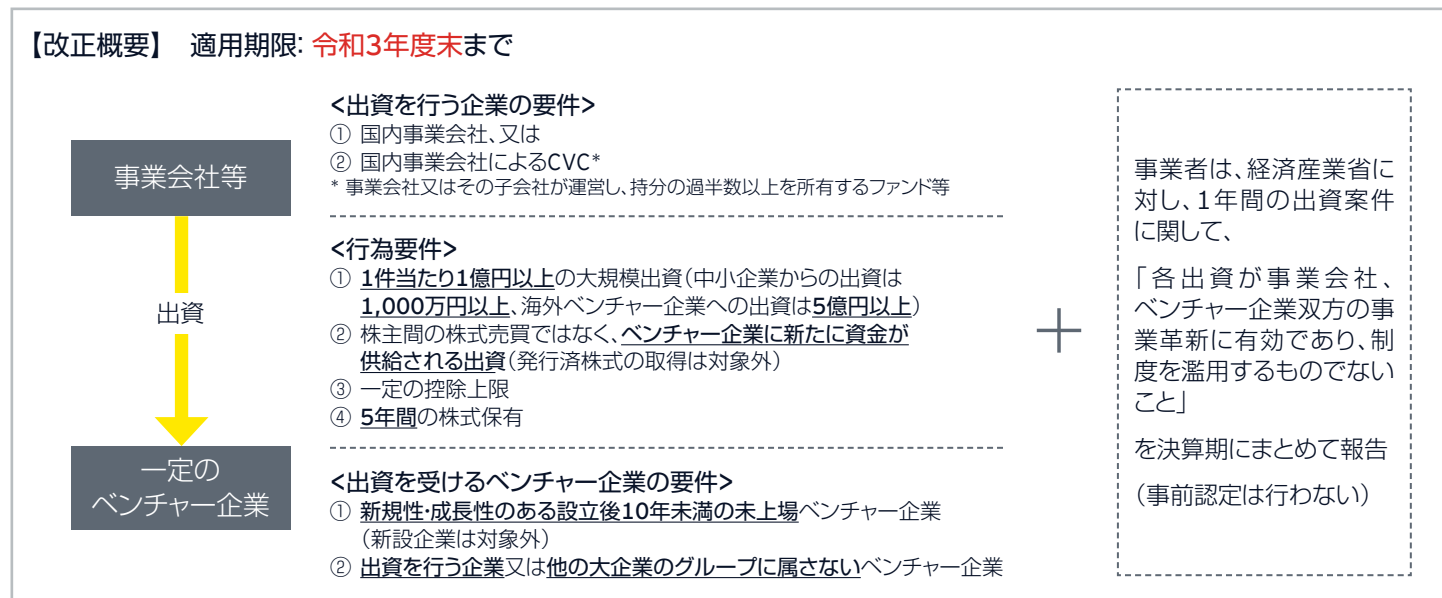 【改正概要】 適用期限: 令和3年度末まで
事業会社等
出資
一定の
ベンチャー企業
<出資を行う企業の要件>
① 国内事業会社、又は
② 国内事業会社によるCVC*
* 事業会社又はその子会社が運営し、持分の過半数以上を所有するファンド等
<行為要件>
① 1件当たり1億円以上の大規模出資(中小企業からの出資は
1,000万円以上、海外ベンチャー企業への出資は5億円以上)
② 株主間の株式売買ではなく、ベンチャー企業に新たに資金が
供給される出資(発行済株式の取得は対象外)
③ 一定の控除上限
④ 5年間の株式保有
<出資を受けるベンチャー企業の要件>
① 新規性・成長性のある設立後10年未満の未上場ベンチャー企業
(新設企業は対象外)
② 出資を行う企業又は他の大企業のグループに属さないベンチャー企業
+
事業者は、経済産業省に
対し、1年間の出資案件
に関して、
「各出資が事業会社、
ベンチャー企業双方の事
業革新に有効であり、制
度を濫用するものでない
こと」
を決算期にまとめて報告
(事前認定は行わない)